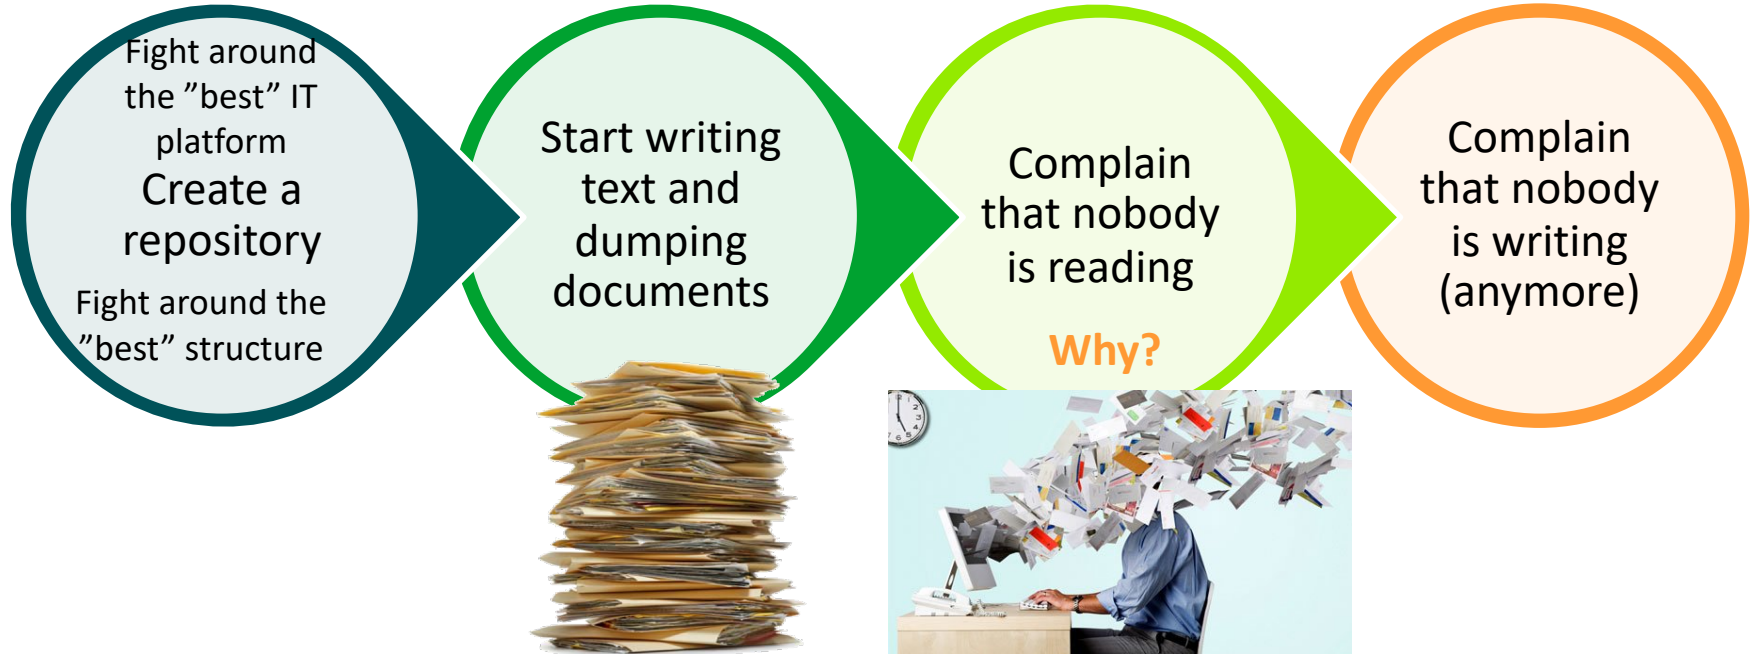 Fight around
the ”best” IT
platform
Create a
repository
Fight around the
”best” structure
Start writing
text and
dumping
documents
Complain
that nobody
is reading
Why?
Complain
that nobody
is writing
(anymore)